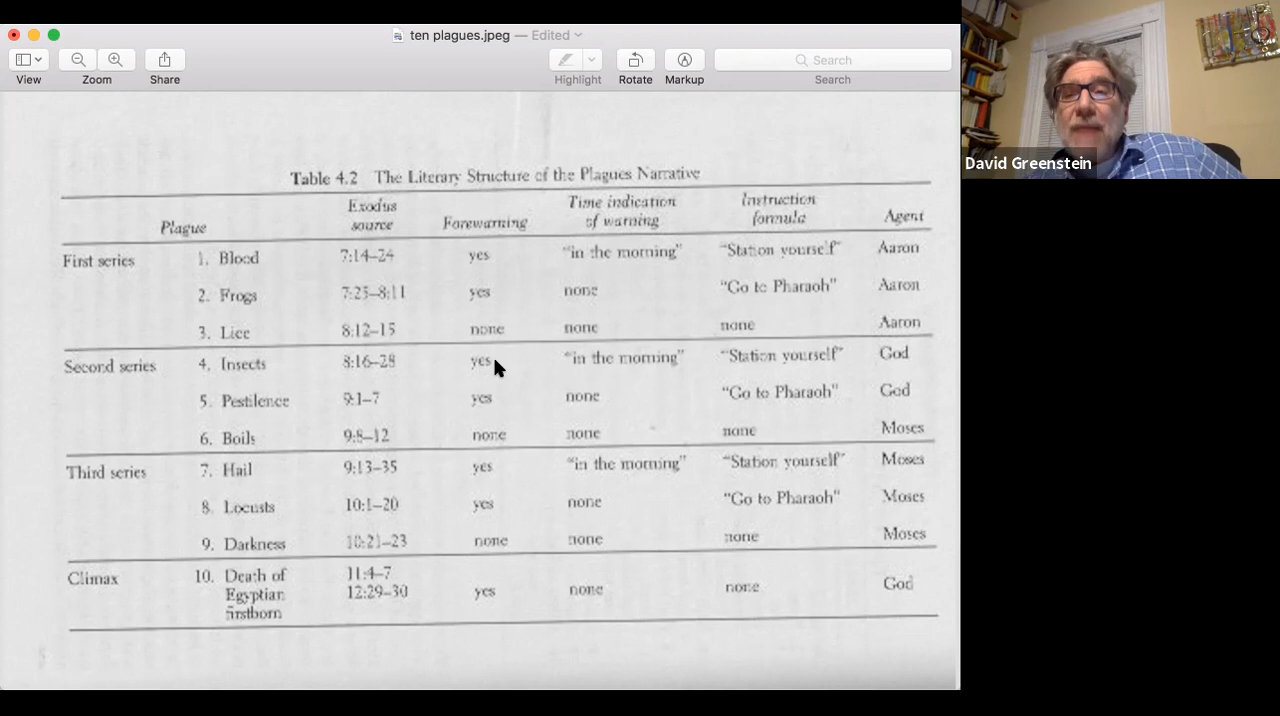 ten plagues.jpeg — Edited
View
Zoom
Share
Highlight
Rotate
Markup
Search
Search
David Greenstein
Table 4.2 The Literary Structure of the Plagues Narrative
Plague
Exodus
source
Forewarning
Time indication
of warning
Instruction
formula
Agent
First series 1. Blood 7:14–24 yes "in the morning" "Station yourself" Aaron
2. Frogs 7:25–8:11 yes none "Go to Pharaoh" Aaron
3. Lice 8:12–15 none none none Aaron
Second series 4. Insects 8:16–28 yes "in the morning" "Station yourself" God
5. Pestilence 9:1–7 yes none "Go to Pharaoh" God
6. Boils 9:8–12 none none none Moses
Third series 7. Hail 9:13–35 yes "in the morning" "Station yourself" Moses
8. Locusts 10:1–20 yes none "Go to Pharaoh" Moses
9. Darkness 10:21–23 none none none Moses
Climax 10. Death of 11:4–7
Egyptian 12:29–30 yes none none God
firstborn